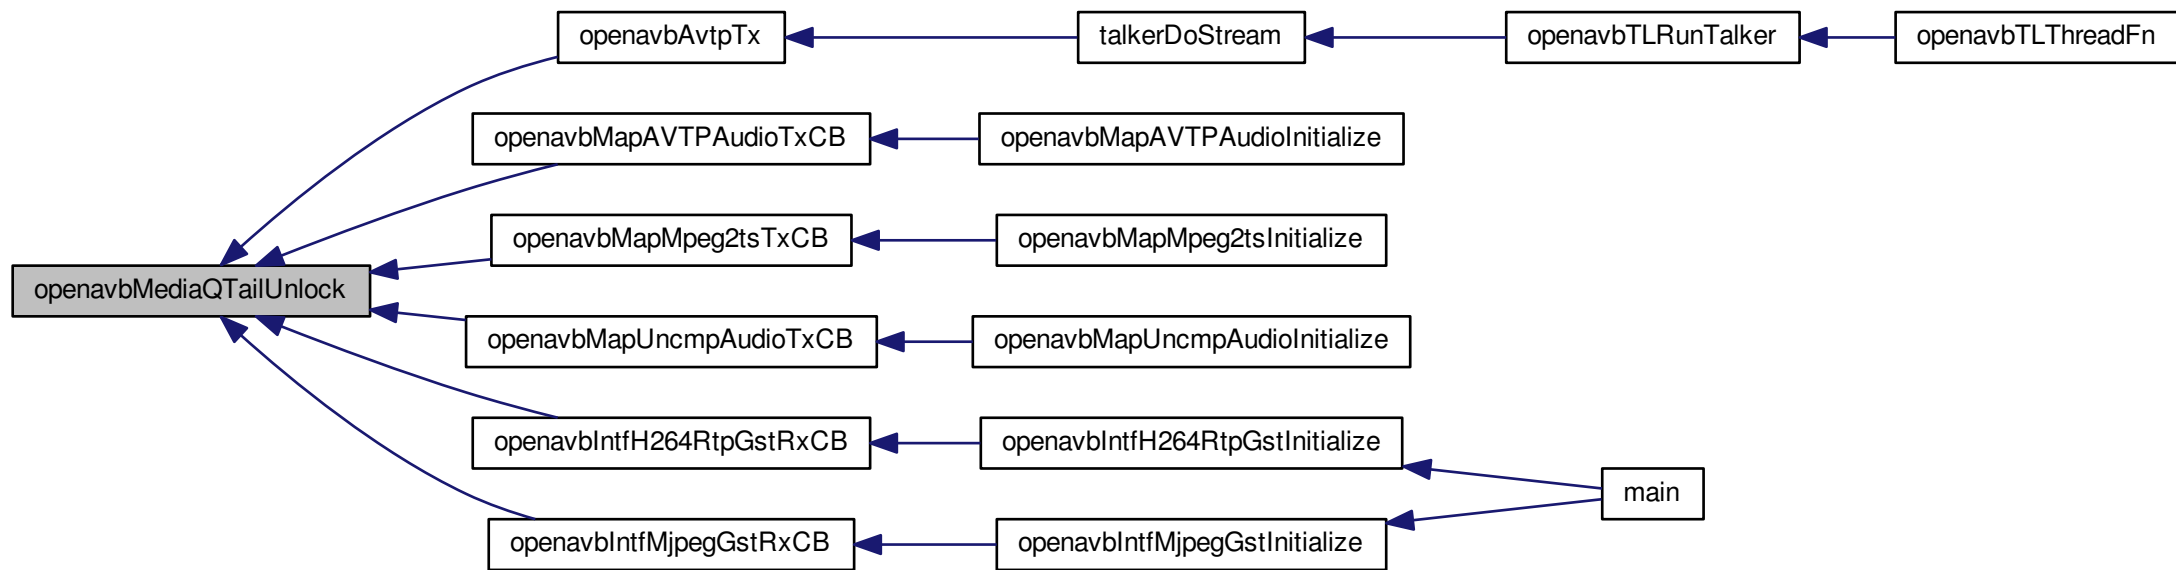 openavbAvtpTx
talkerDoStream
openavbTLRunTalker
openavbTLThreadFn
openavbMapAVTPAudioTxCB
openavbMapAVTPAudioInitialize
openavbMapMpeg2tsTxCB
openavbMapMpeg2tsInitialize
openavbMediaQTailUnlock
openavbMapUncmpAudioTxCB
openavbMapUncmpAudioInitialize
openavbIntfH264RtpGstRxCB
openavbIntfH264RtpGstInitialize
main
openavbIntfMjpegGstRxCB
openavbIntfMjpegGstInitialize